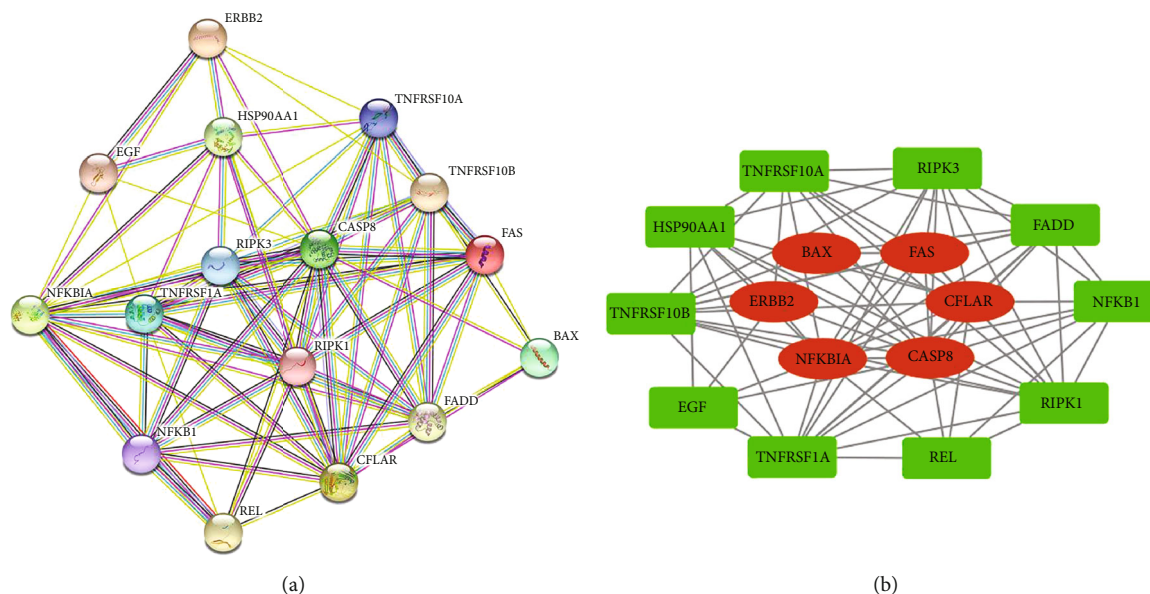 ERBB2
TNFRSF10A
HSP90AA1
EGF
TNFRSF10B
CASP8
FAS
RIPK3
NFKBIA
TNFRSF1A
BAX
RIPK1
FADD
NFKB1
CFLAR
REL
(a)
TNFRSF10A
RIPK3
HSP90AA1
FADD
BAX
FAS
ERBB2
CFLAR
NFKB1
TNFRSF10B
NFKBIA
CASP8
EGF
RIPK1
TNFRSF1A
REL
(b)